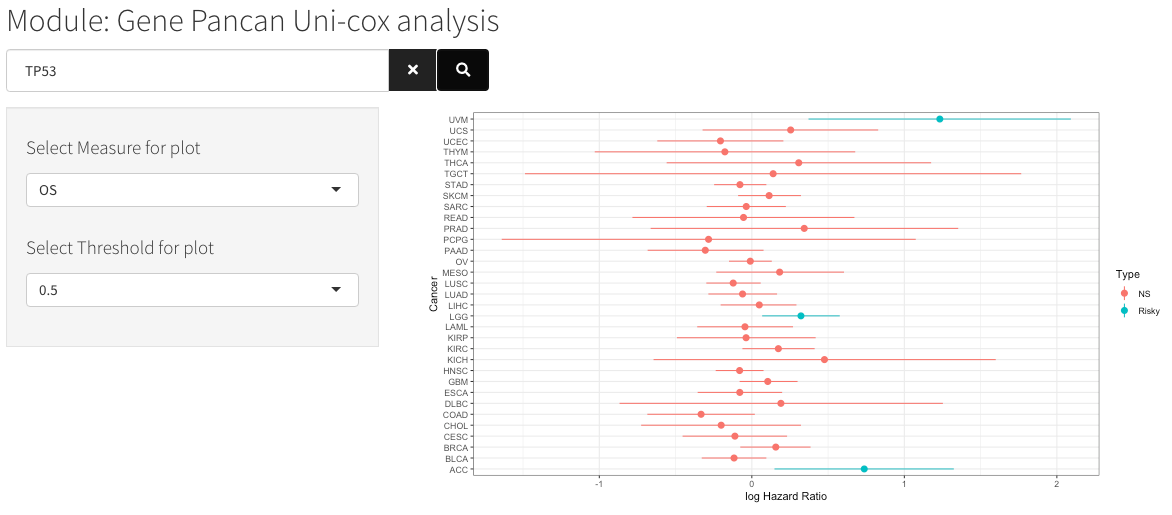 Module: Gene Pancan Uni-cox analysis
TP53
Select Measure for plot
OS
Select Threshold for plot
0.5
UVM
UCS
UCEC
THYM
THCA
TGCT
STAD
SKCM
SARC
READ
PRAD
PCPG
PAAD
OV
MESO
LUSC
LUAD
LIHC
LGG
LAML
KIRP
KIRC
KICH
HNSC
GBM
ESCA
DLBC
COAD
CHOL
CESC
BRCA
BLCA
ACC
Cancer
-1 0 1 2
log Hazard Ratio
Type
NS
Risky